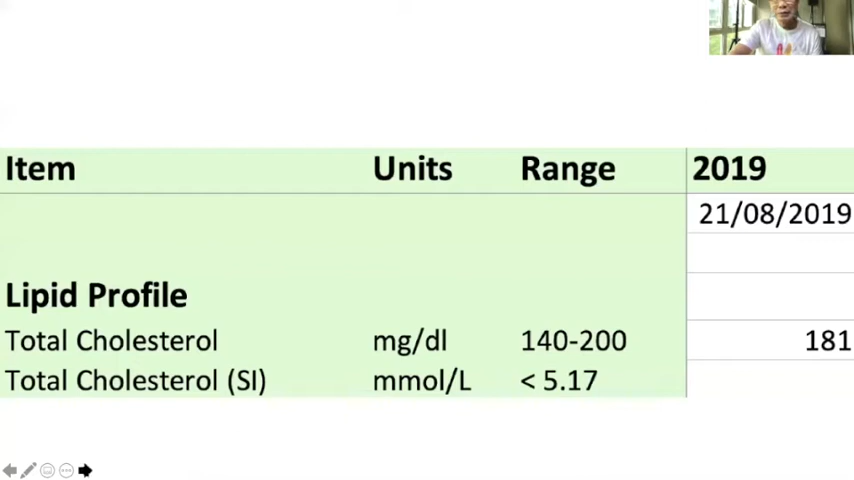 Item Units Range 2019
21/08/2019
Lipid Profile
Total Cholesterol mg/dl 140-200 181
Total Cholesterol (SI) mmol/L < 5.17